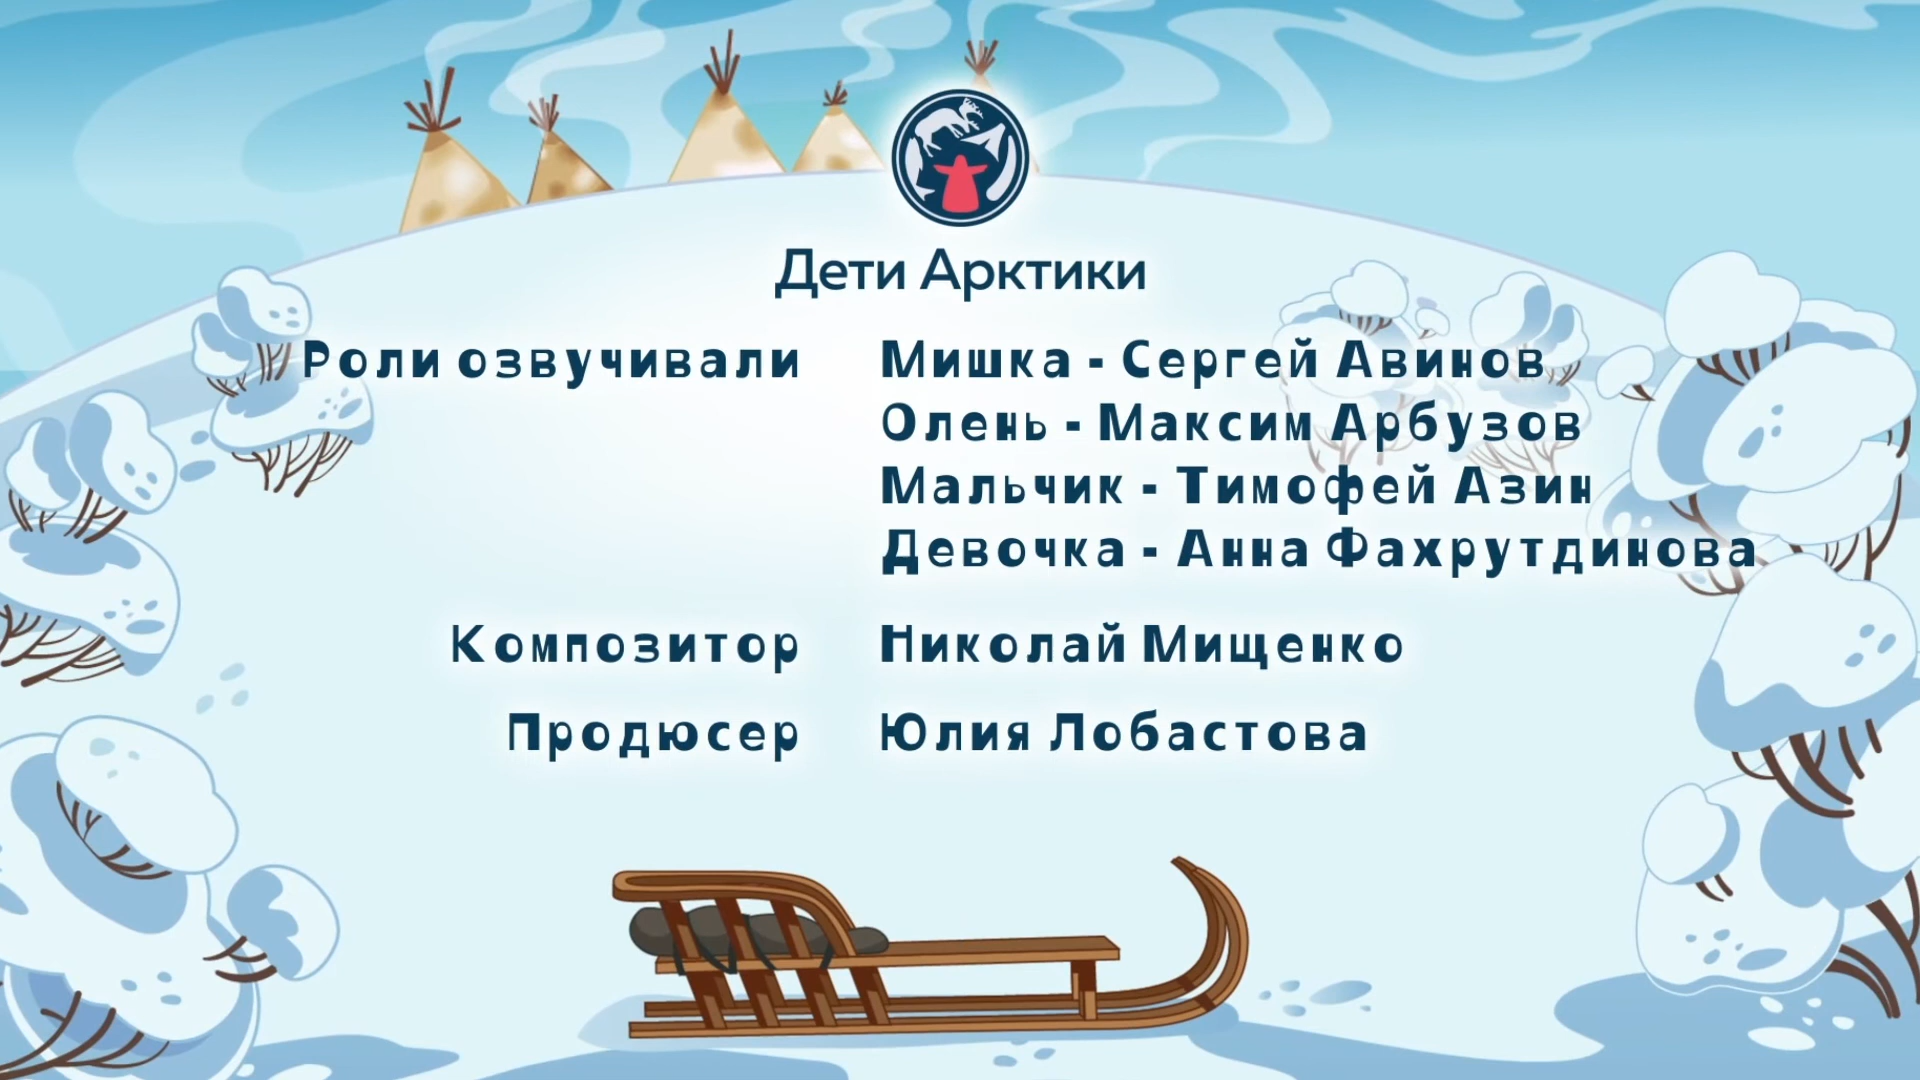 Дети Арктики
Роли озвучивали Мишка - Сергей Авинов
Олень - Максим Арбузов
Мальчик - Тимофей Азин
Девочка - Анна Фахрутдинова
Композитор Николай Мищенко
Продюсер Юлия Лобастова